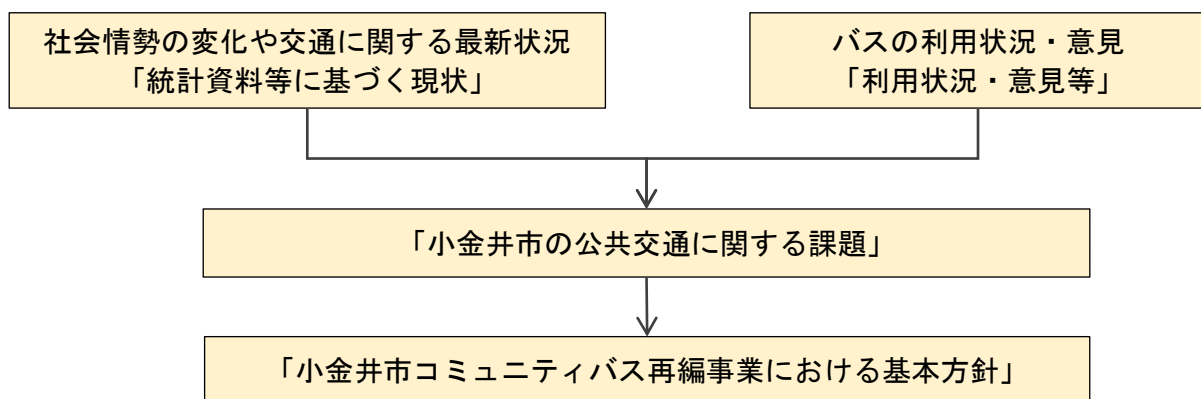 社会情勢の変化や交通に関する最新状況
「統計資料等に基づく現状」
バスの利用状況・意見
「利用状況・意見等」
「小金井市の公共交通に関する課題」
「小金井市コミュニティバス再編事業における基本方針」